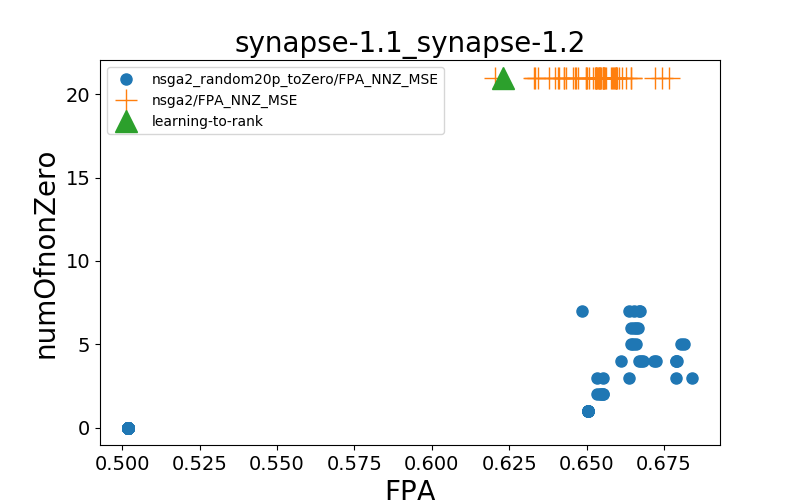 synapse-1.1_synapse-1.2
nsga2_random20p_toZero/FPA_NNZ_MSE
nsga2/FPA_NNZ_MSE
learning-to-rank
numOfnonZero
20
15
10
5
0
0.500 0.525 0.550 0.575 0.600 0.625 0.650 0.675
FPA